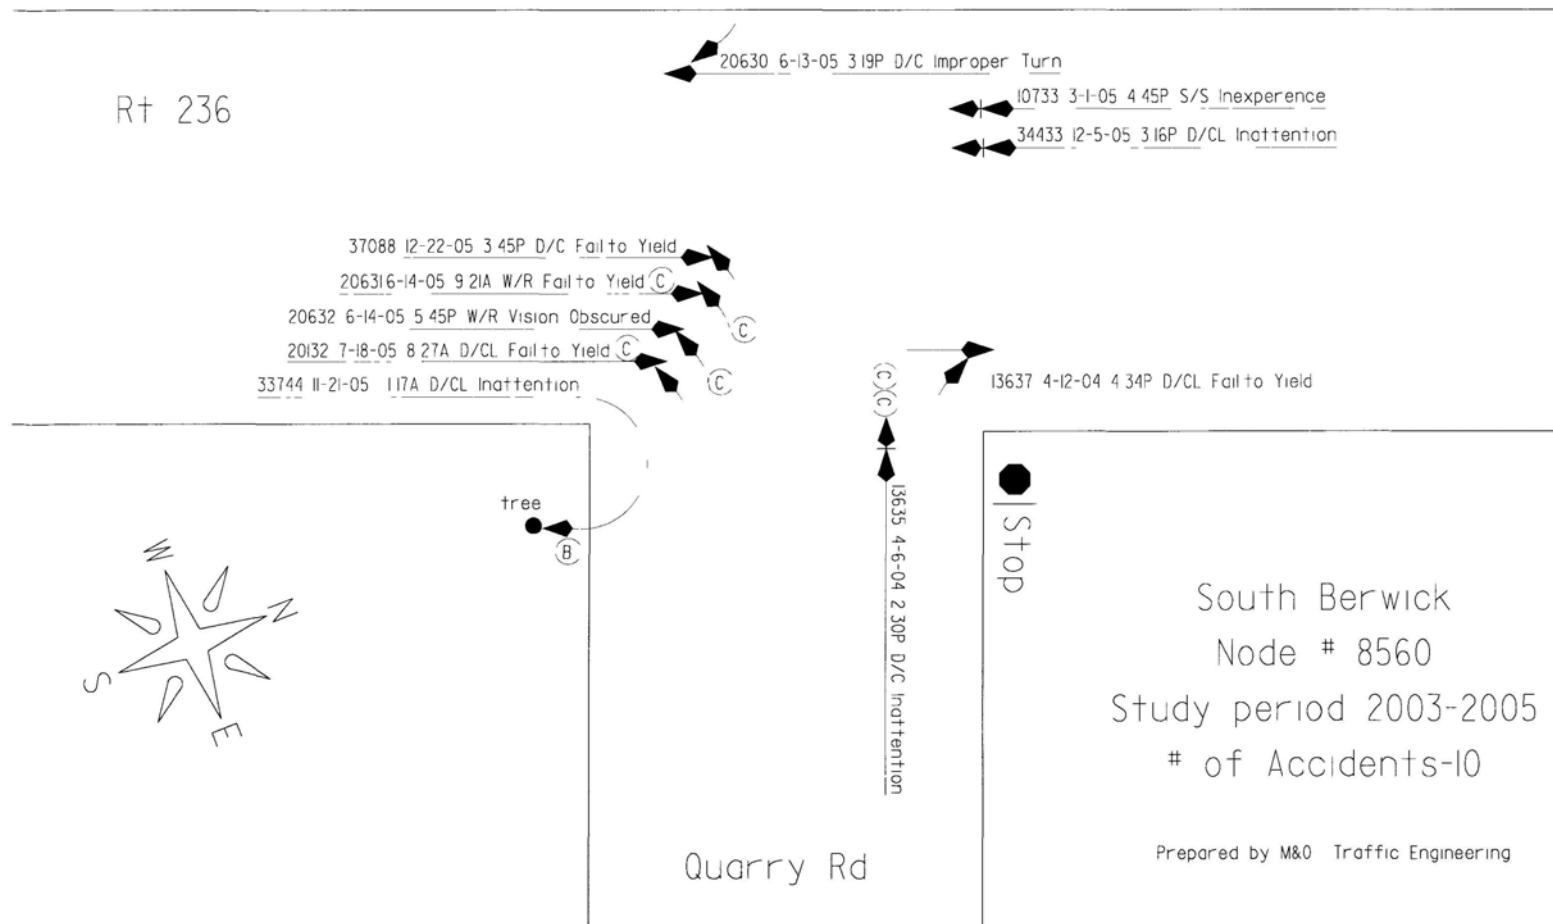 20630 6-13-05 3 19P D/C Improper Turn
Rt 236
10733 3-1-05 4 45P S/S Inexperence
34433 12-5-05 3 16P D/CL Inattention
37088 12-22-05 3 45P D/C Fail to Yield
20631 6-14-05 9 21A W/R Fail to Yield C
C
20632 6-14-05 5 45P W/R Vision Obscured
C
20132 7-18-05 8 27A D/CL Fail to Yield C
33744 11-21-05 1 17A D/CL Inattention
13637 4-12-04 4 34P D/CL Fail to Yield
(C)(C)
13635 4-6-04 2 30P D/C Inattention
tree
B
Stop
W
N
S
E
South Berwick
Node # 8560
Study period 2003-2005
# of Accidents-10
Prepared by M&O Traffic Engineering
Quarry Rd